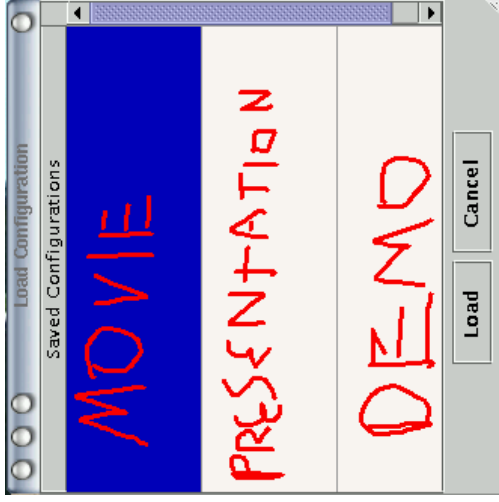 Load Configuration
Saved Configurations
MOVIE
PRESENTATION
DEMO
Load Cancel